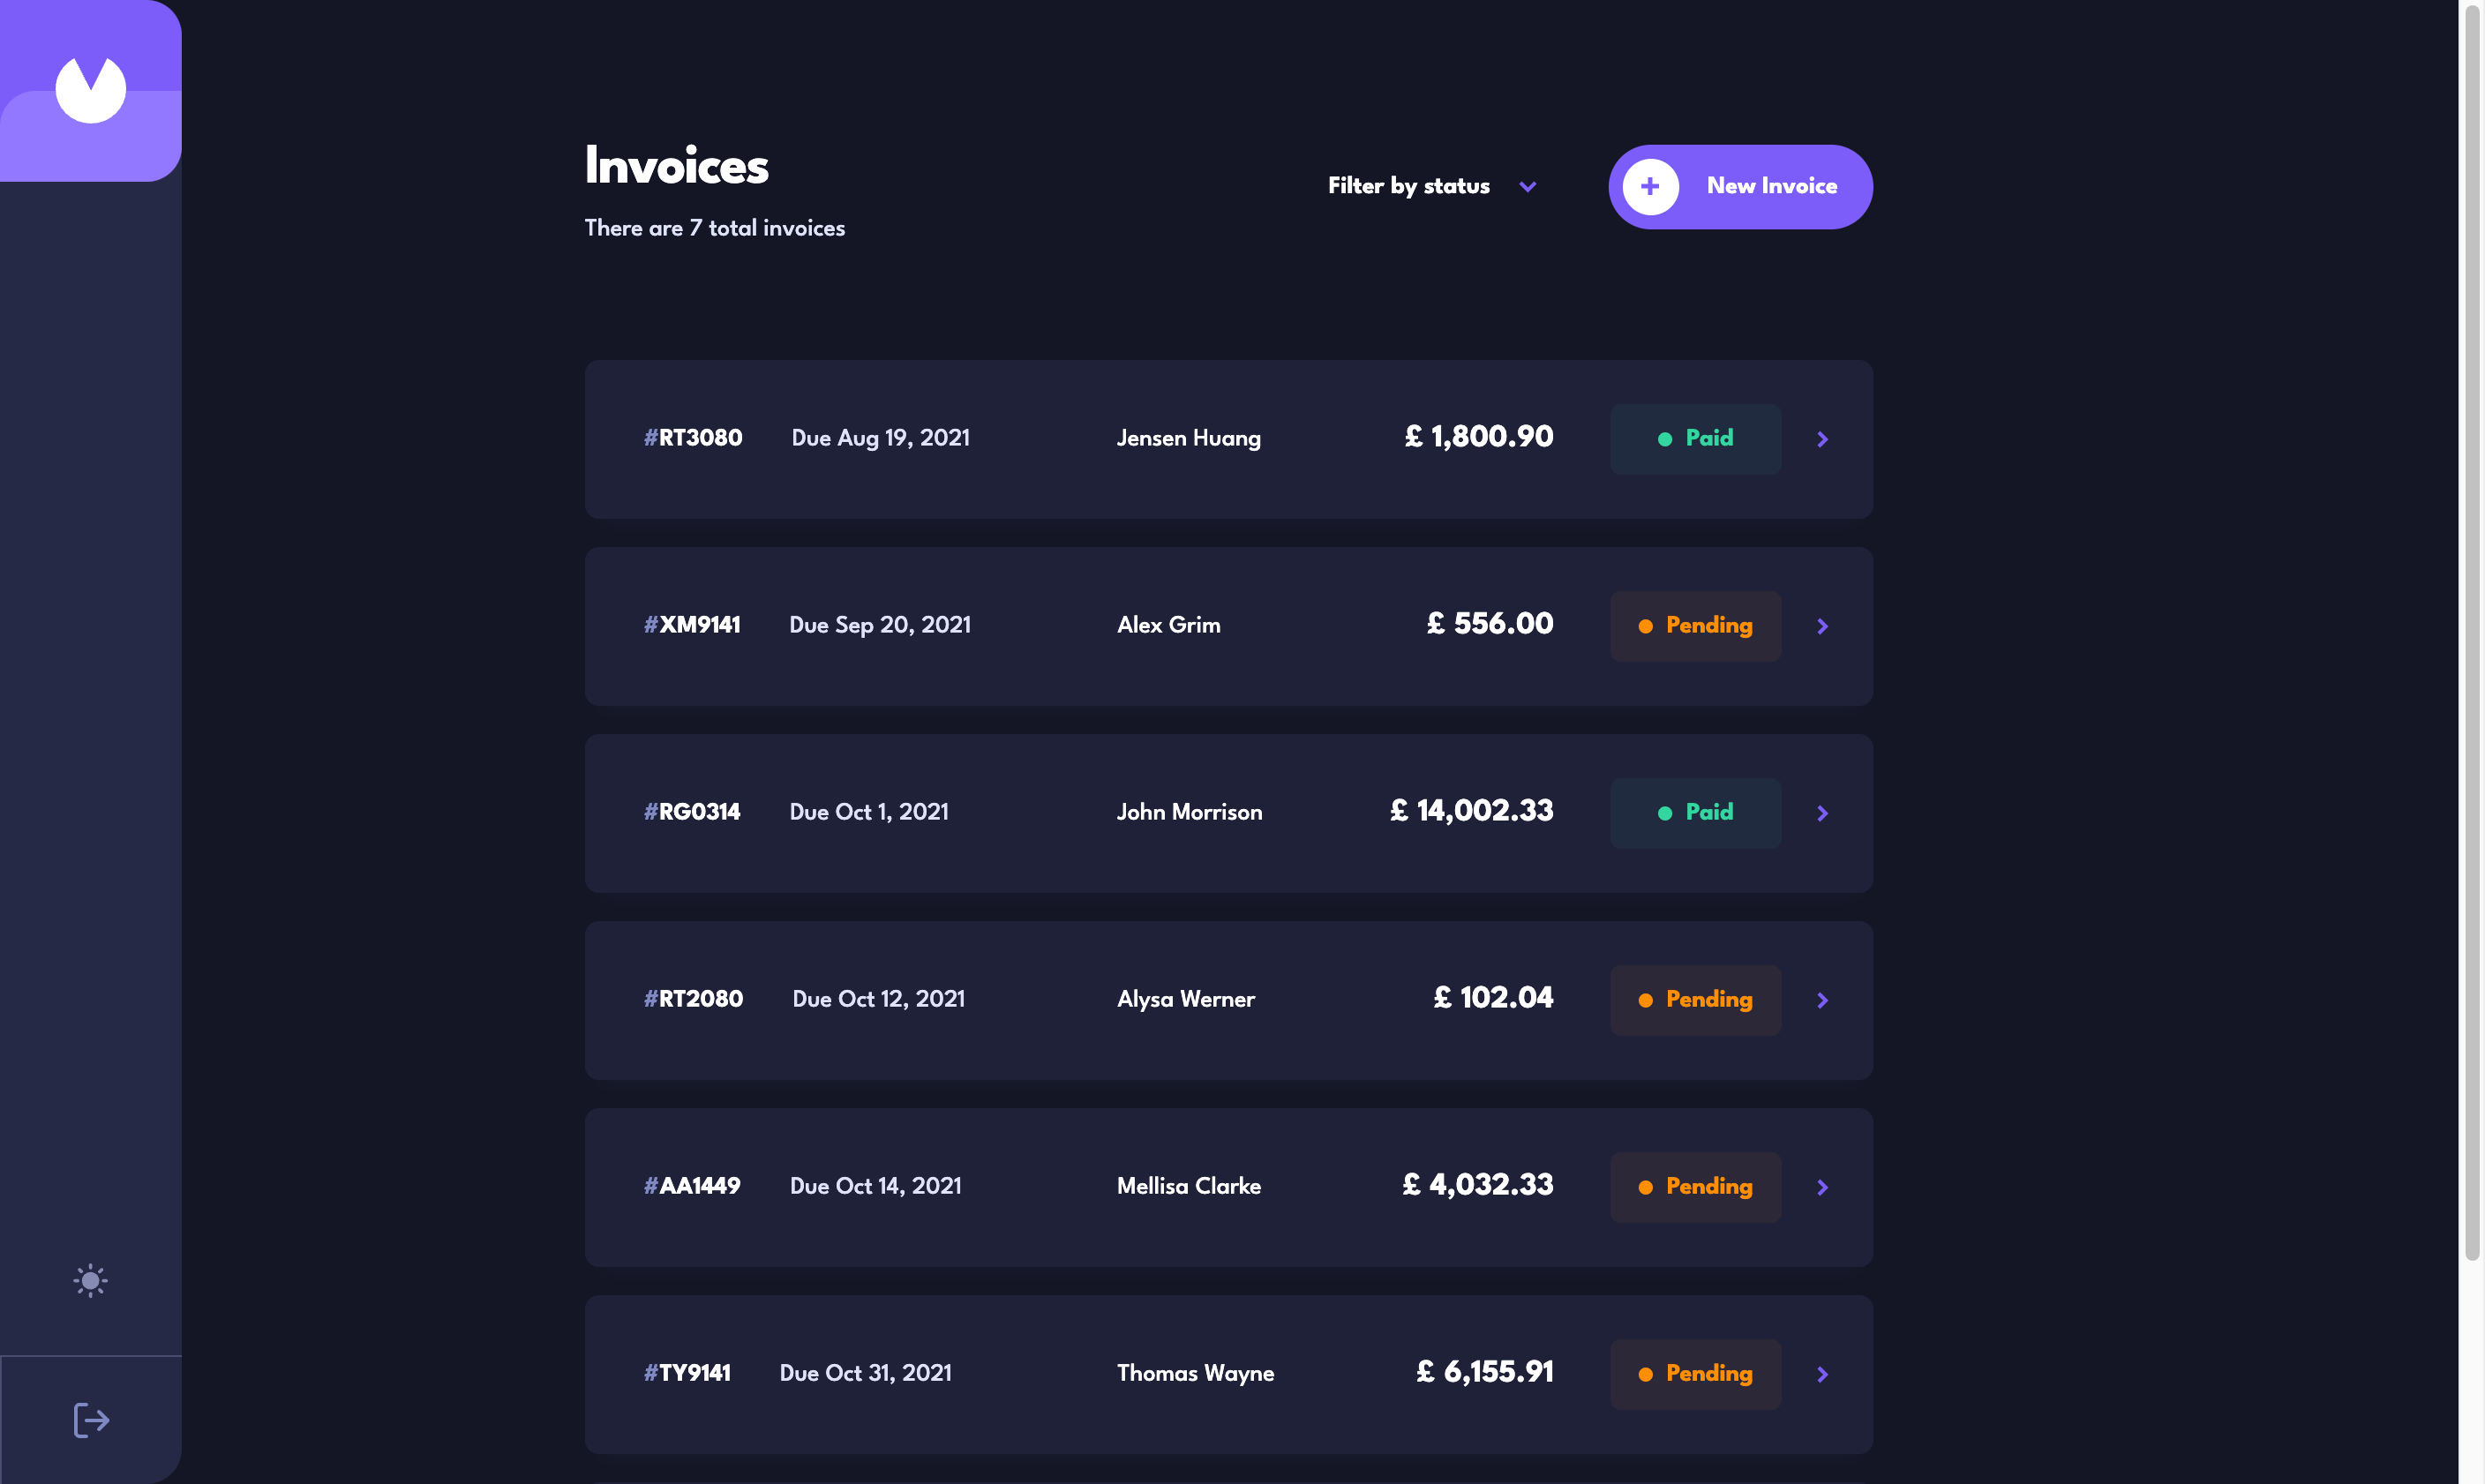 Invoices
There are 7 total invoices
Filter by status
New Invoice
#RT3080 Due Aug 19, 2021 Jensen Huang £ 1,800.90 Paid
#XM9141 Due Sep 20, 2021 Alex Grim £ 556.00 Pending
#RG0314 Due Oct 1, 2021 John Morrison £ 14,002.33 Paid
#RT2080 Due Oct 12, 2021 Alysa Werner £ 102.04 Pending
#AA1449 Due Oct 14, 2021 Mellisa Clarke £ 4,032.33 Pending
#TY9141 Due Oct 31, 2021 Thomas Wayne £ 6,155.91 Pending